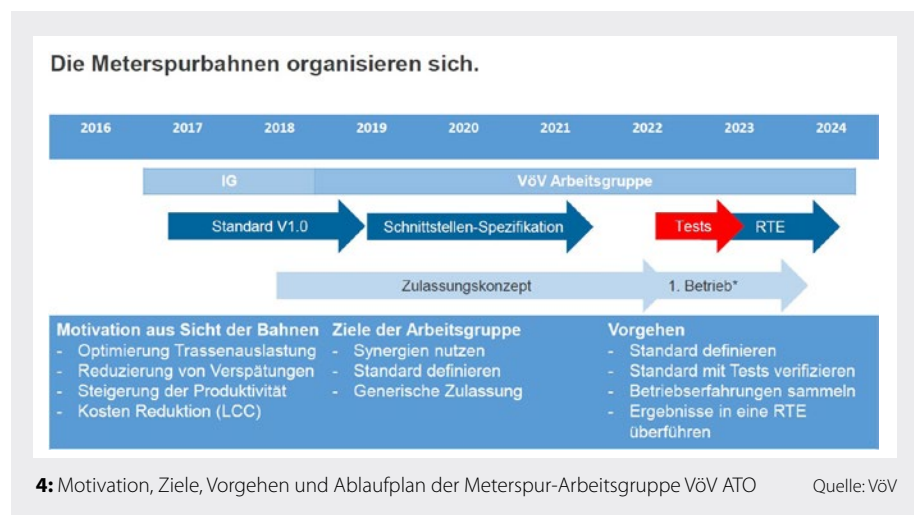 Die Meterspurbahnen organisieren sich.
2016 2017 2018 2019 2020 2021 2022 2023 2024
IG VöV Arbeitsgruppe
Standard V1.0 Schnittstellen-Spezifikation Tests RTE
Zulassungskonzept 1. Betrieb*
Motivation aus Sicht der Bahnen
- Optimierung Trassenauslastung
- Reduzierung von Verspätungen
- Steigerung der Produktivität
- Kosten Reduktion (LCC)
Ziele der Arbeitsgruppe
- Synergien nutzen
- Standard definieren
- Generische Zulassung
Vorgehen
- Standard definieren
- Standard mit Tests verifizieren
- Betriebserfahrungen sammeln
- Ergebnisse in eine RTE
überführen
4: Motivation, Ziele, Vorgehen und Ablaufplan der Meterspur-Arbeitsgruppe VöV ATO Quelle: VöV